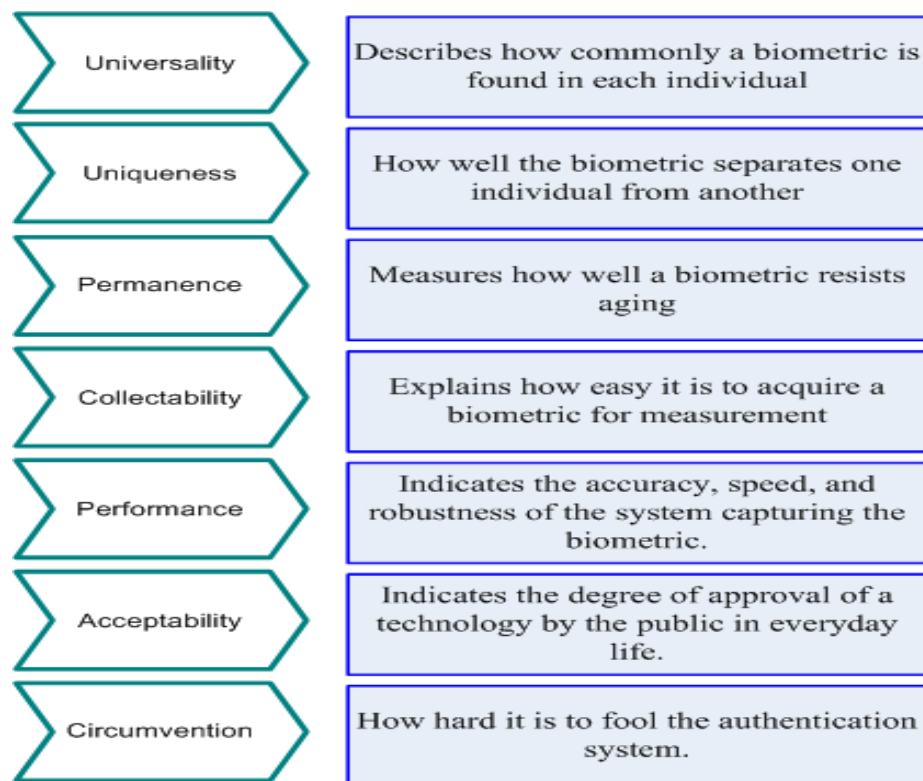 Universality
Describes how commonly a biometric is
found in each individual
Uniqueness
How well the biometric separates one
individual from another
Permanence
Measures how well a biometric resists
aging
Collectability
Explains how easy it is to acquire a
biometric for measurement
Performance
Indicates the accuracy, speed, and
robustness of the system capturing the
biometric.
Acceptability
Indicates the degree of approval of a
technology by the public in everyday
life.
Circumvention
How hard it is to fool the authentication
system.